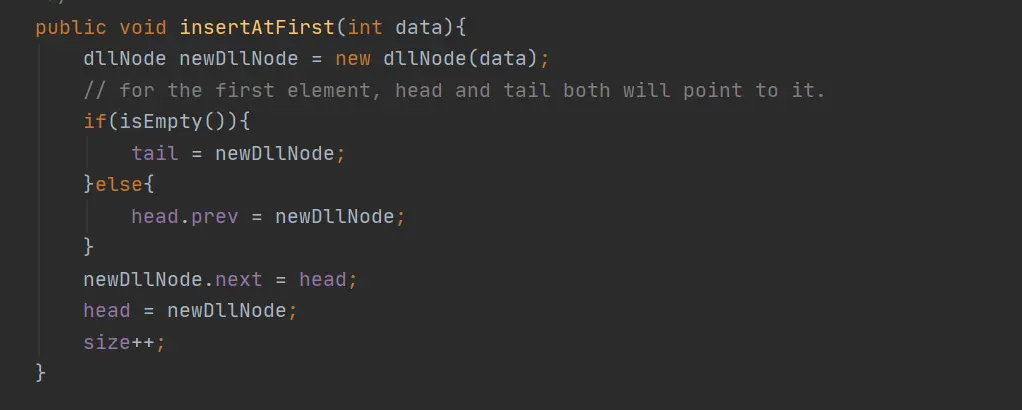 public void insertAtFirst(int data){
dllNode newDllNode = new dllNode(data);
// for the first element, head and tail both will point to it.
if(isEmpty()){
tail = newDllNode;
}else{
head.prev = newDllNode;
}
newDllNode.next = head;
head = newDllNode;
size++;
}